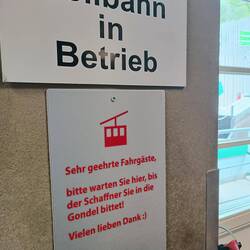 in
Betrieb
Sehr geehrte Fahrgäste,
bitte warten Sie hier, bis
der Schaffner Sie in die
Gondel bittet!
Vielen lieben Dank :)